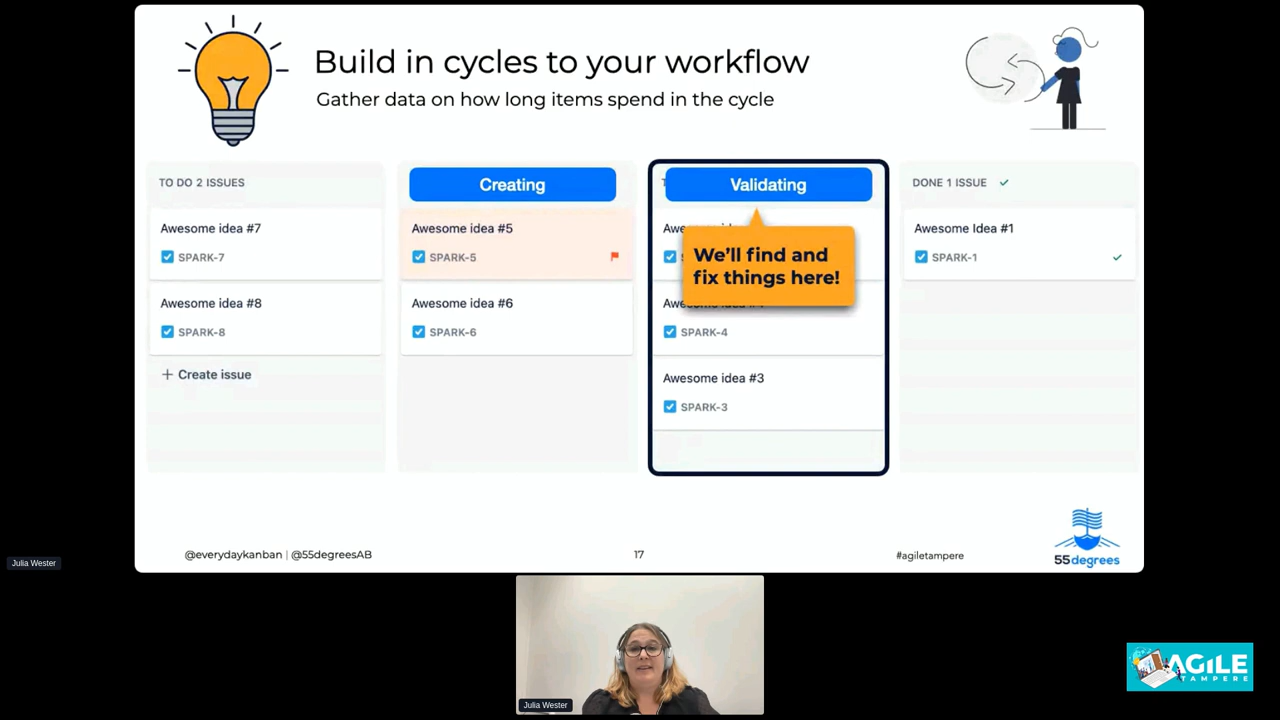 Build in cycles to your workflow
Gather data on how long items spend in the cycle
TO DO 2 ISSUES
Awesome idea #7
SPARK-7
Awesome idea #8
SPARK-8
+ Create issue
Creating
Awesome idea #5
SPARK-5
Awesome idea #6
SPARK-6
Validating
We'll find and
fix things here!
SPARK-4
Awesome idea #3
SPARK-3
DONE 1 ISSUE
Awesome Idea #1
SPARK-1
@everydaykanban | @55degreesAB
17
#agiletampere
55degrees
Julia Wester
Julia Wester
AGILE
TAMPERE